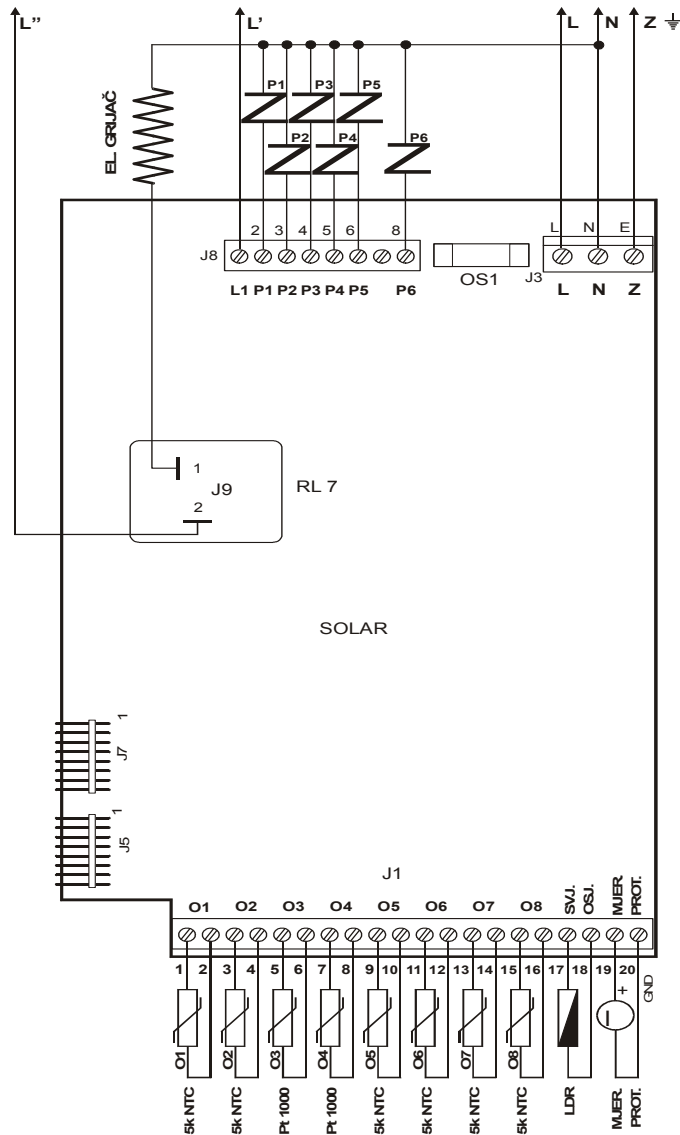 L” L' L N Z
P1 P3 P5
EL GRIJAČ
P2 P4 P6
2 3 4 5 6 8 L N E
J8 J3
OS1
L1 P1 P2 P3 P4 P5 P6 L N Z
1
J9 RL 7
2
SOLAR
1
J7
1
J5
J1
O1 O2 O3 O4 O5 O6 O7 O8 SVJ. OSJ. MJER. PROT.
1 2 3 4 5 6 7 8 9 10 11 12 13 14 15 16 17 18 19 20
+ GND
O1 O2 O3 O4 O5 O6 O7 O8
5k NTC 5k NTC Pt 1000 Pt 1000 5k NTC 5k NTC 5k NTC 5k NTC LDR MJER. PROT.